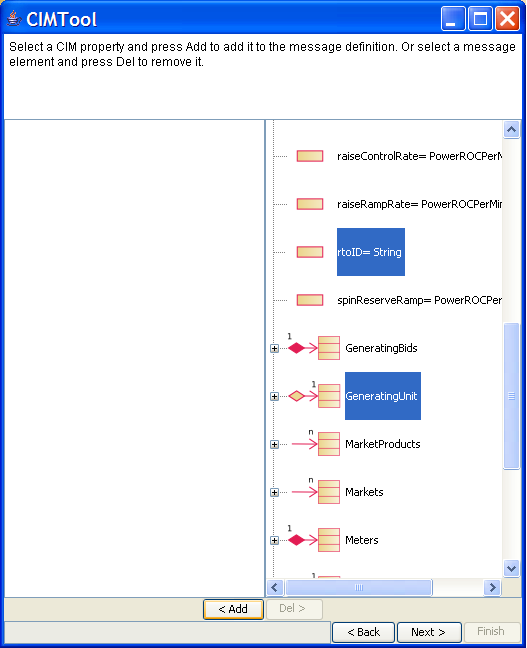 CIMTool
Select a CIM property and press Add to add it to the message definition. Or select a message
element and press Del to remove it.
raiseControlRate= PowerROCPerM
raiseRampRate= PowerROCPerMin
rtoID= String
spinReserveRamp= PowerROCPer
1
GeneratingBids
1
GeneratingUnit
n
MarketProducts
n
Markets
1
Meters
1
< Add
Del >
< Back
Next >
Finish